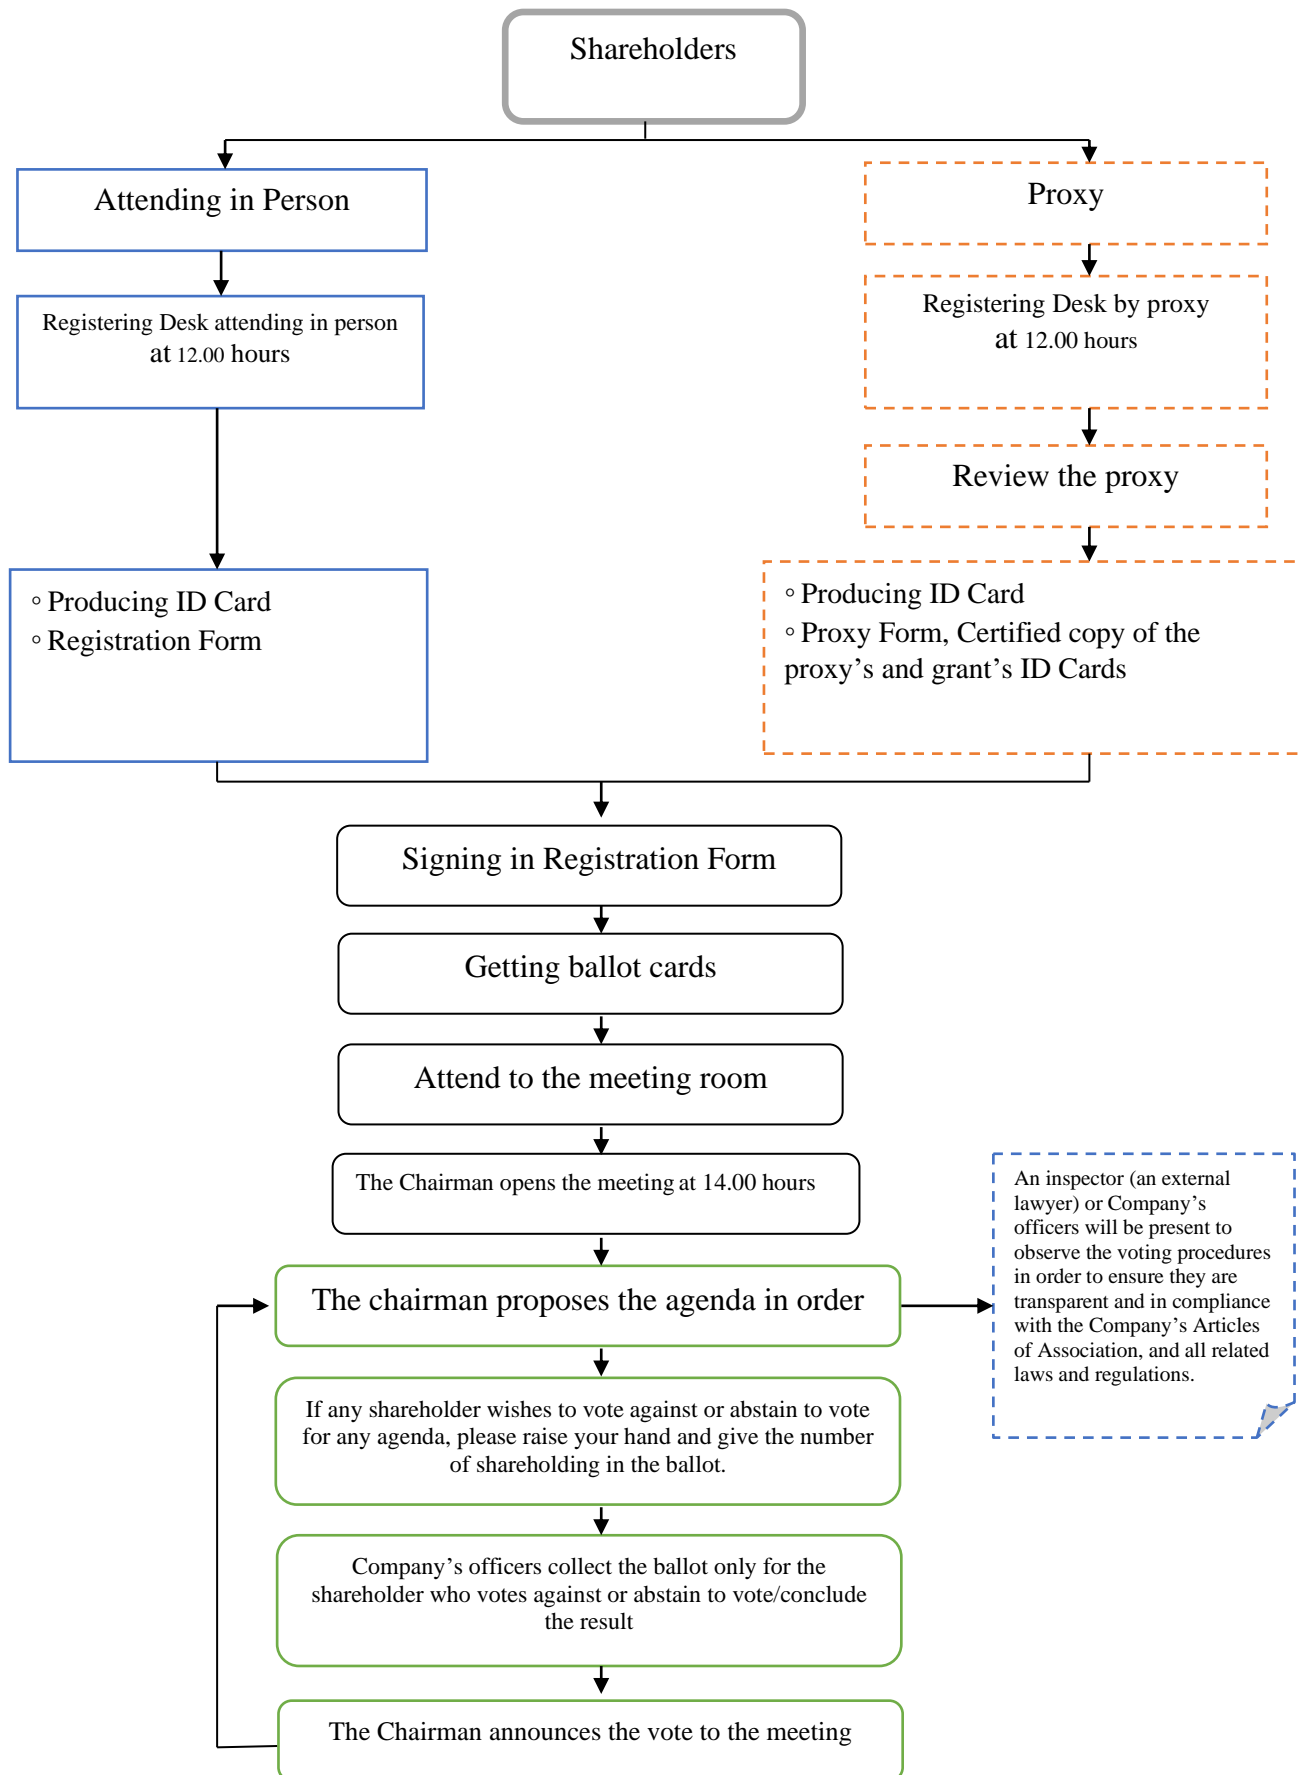 Shareholders
Attending in Person
Proxy
Registering Desk attending in person
at 12.00 hours
Registering Desk by proxy
at 12.00 hours
Review the proxy
◦ Producing ID Card
◦ Registration Form
◦ Producing ID Card
◦ Proxy Form, Certified copy of the
proxy’s and grant’s ID Cards
Signing in Registration Form
Getting ballot cards
Attend to the meeting room
The Chairman opens the meeting at 14.00 hours
An inspector (an external
lawyer) or Company’s
officers will be present to
observe the voting procedures
in order to ensure they are
transparent and in compliance
with the Company’s Articles
of Association, and all related
laws and regulations.
The chairman proposes the agenda in order
If any shareholder wishes to vote against or abstain to vote
for any agenda, please raise your hand and give the number
of shareholding in the ballot.
Company’s officers collect the ballot only for the
shareholder who votes against or abstain to vote/conclude
the result
The Chairman announces the vote to the meeting